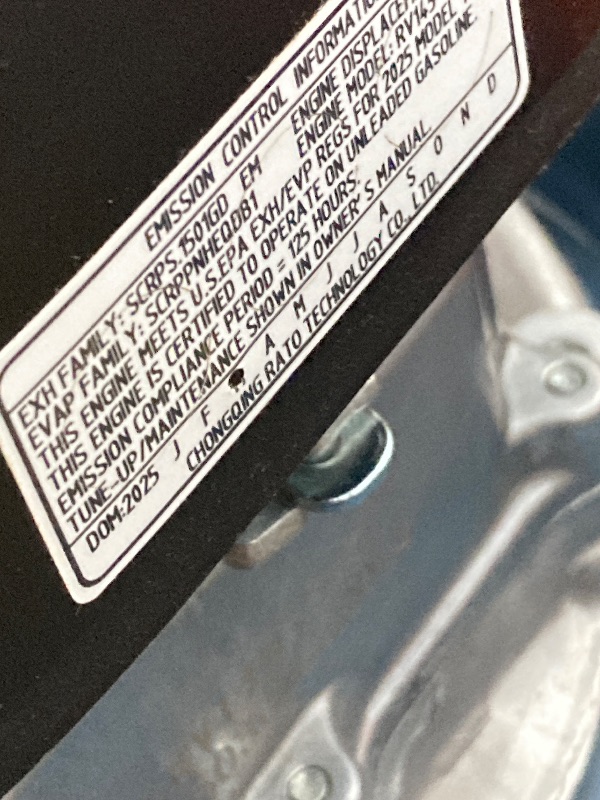 EMISSION CONTROL INFORMATION
EXH FAMILY: SCRPS.1501GD EM ENGINE DISPLACEM
EVAP FAMILY: SCRPPNHEQDB1 ENGINE MODEL: RV145
THIS ENGINE MEETS U.S.EPA EXH/EVP REGS FOR 2025 MODEL
THIS ENGINE IS CERTIFIED TO OPERATE ON UNLEADED GASOLINE.
EMISSION COMPLIANCE PERIOD = 125 HOURS.
TUNE-UP/MAINTENANCE SHOWN IN OWNER'S MANUAL.
DOM:2025 J F A M J J A S O N D
CHONGQING RATO TECHNOLOGY CO.,LTD.